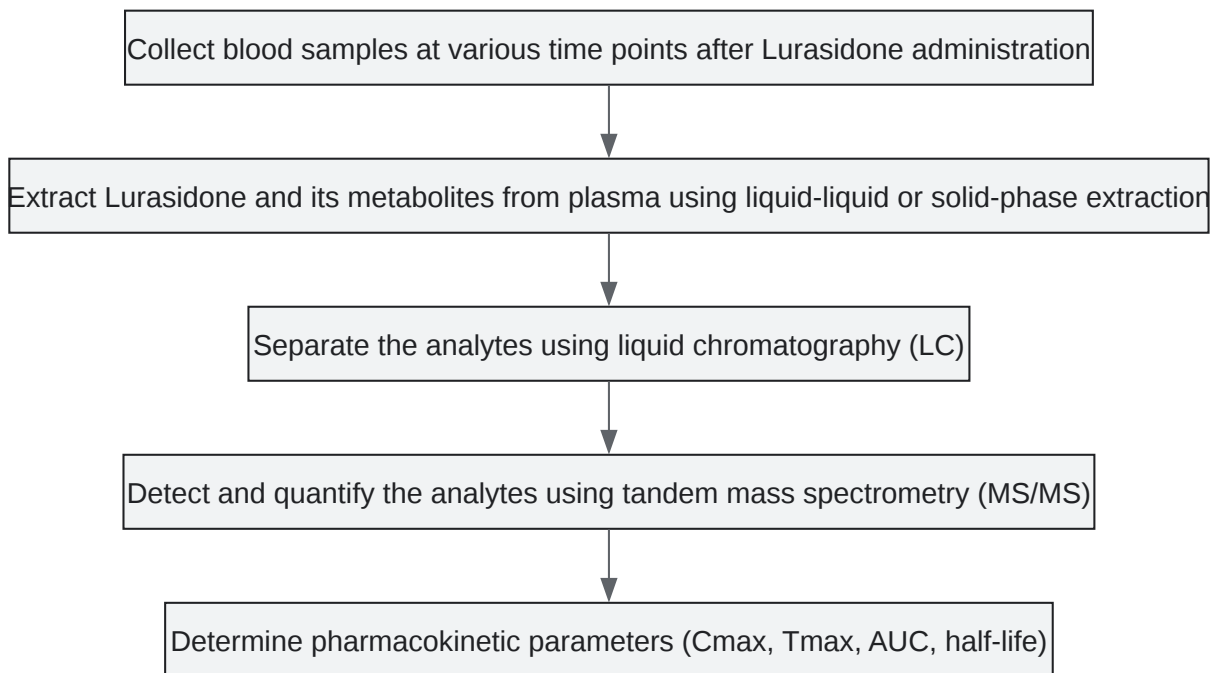 Collect blood samples at various time points after Lurasidone administration
Extract Lurasidone and its metabolites from plasma using liquid-liquid or solid-phase extraction
Separate the analytes using liquid chromatography (LC)
Detect and quantify the analytes using tandem mass spectrometry (MS/MS)
Determine pharmacokinetic parameters (Cmax, Tmax, AUC, half-life)